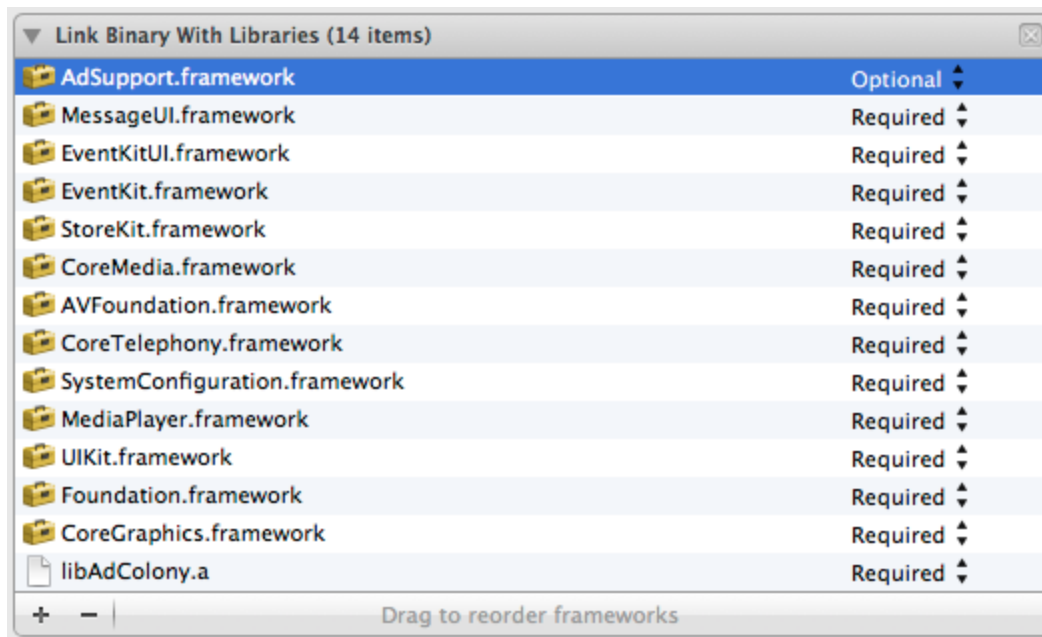 Link Binary With Libraries (14 items)
AdSupport.framework Optional
MessageUI.framework Required
EventKitUI.framework Required
EventKit.framework Required
StoreKit.framework Required
CoreMedia.framework Required
AVFoundation.framework Required
CoreTelephony.framework Required
SystemConfiguration.framework Required
MediaPlayer.framework Required
UIKit.framework Required
Foundation.framework Required
CoreGraphics.framework Required
libAdColony.a Required
Drag to reorder frameworks